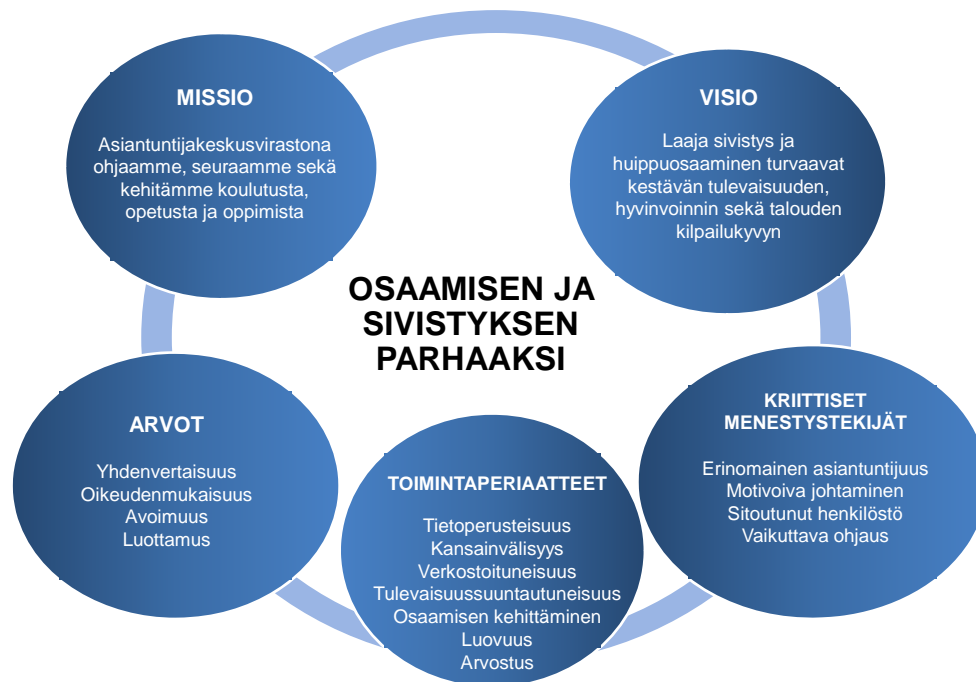 MISSIO
Asiantuntijakeskusvirastona
ohjaamme, seuraamme sekä
kehitämme koulutusta,
opetusta ja oppimista
VISIO
Laaja sivistys ja
huippuosaaminen turvaavat
kestävän tulevaisuuden,
hyvinvoinnin sekä talouden
kilpailukyvyn
OSAAMISEN JA
SIVISTYKSEN
PARHAAKSI
ARVOT
Yhdenvertaisuus
Oikeudenmukaisuus
Avoimuus
Luottamus
TOIMINTAPERIAATTEET
Tietoperusteisuus
Kansainvälisyys
Verkostoituneisuus
Tulevaisuussuuntautuneisuus
Osaamisen kehittäminen
Luovuus
Arvostus
KRIITTISET
MENESTYSTEKIJÄT
Erinomainen asiantuntijuus
Motivoiva johtaminen
Sitoutunut henkilöstö
Vaikuttava ohjaus